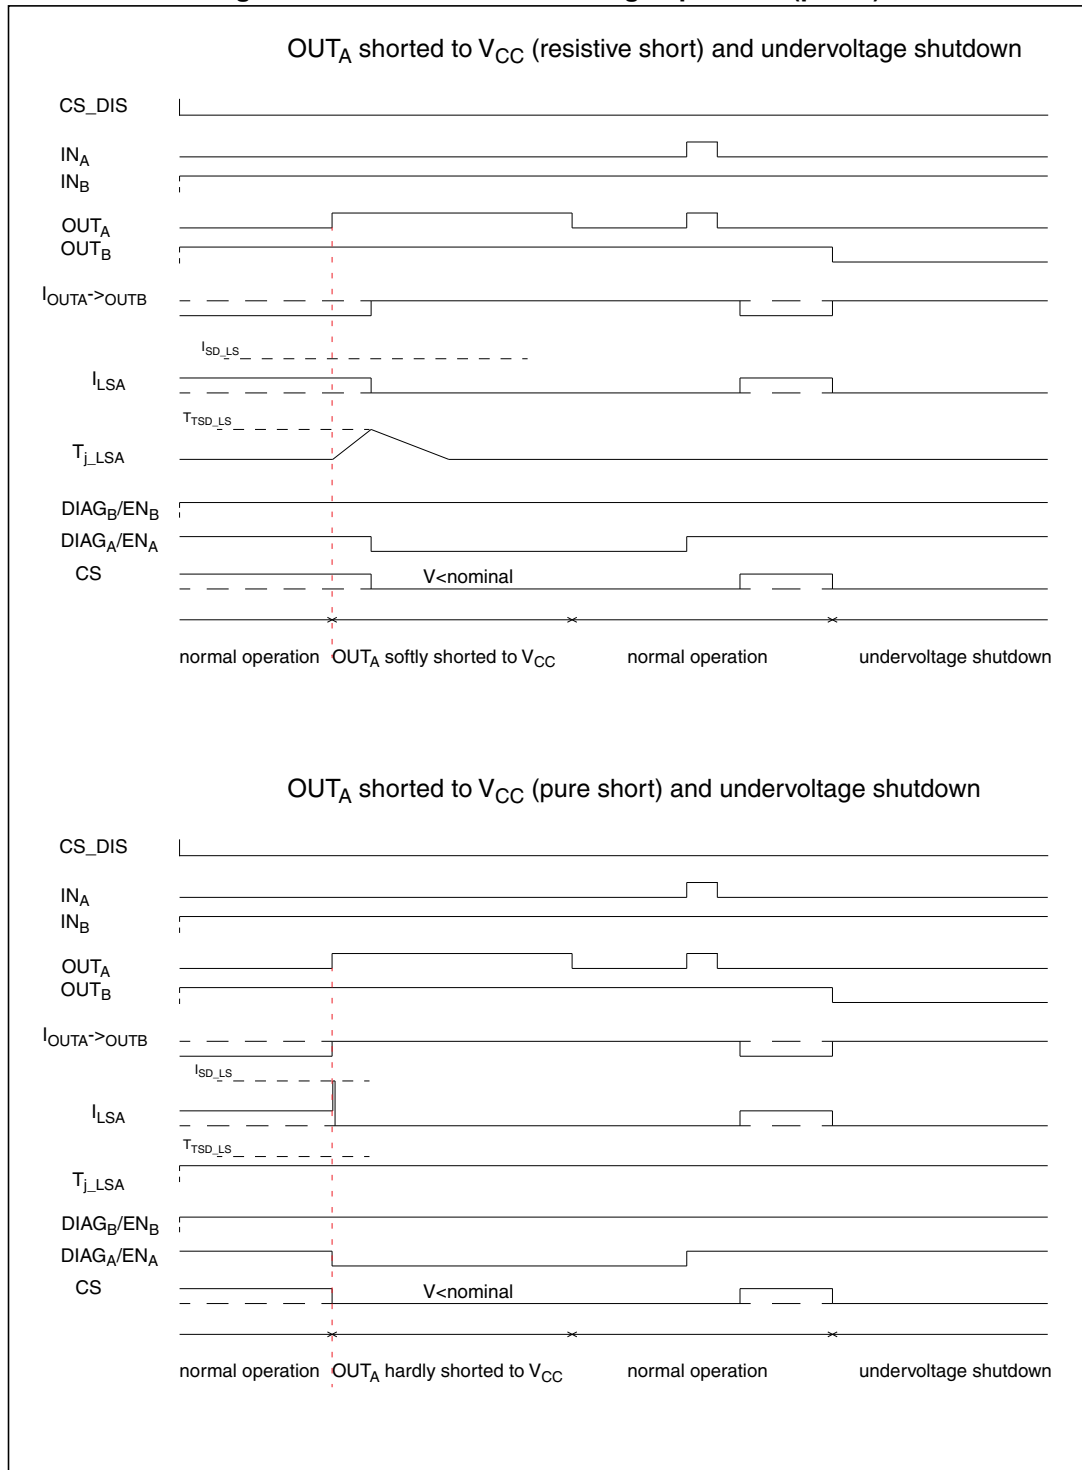 OUTA shorted to VCC (resistive short) and undervoltage shutdown
CS_DIS
INA
INB
OUTA
OUTB
IOUTA->OUTB
ISD_LS
ILSA
TTSD_LS
Tj_LSA
DIAGB/ENB
DIAGA/ENA
CS
V<nominal
normal operation OUTA softly shorted to VCC normal operation undervoltage shutdown
OUTA shorted to VCC (pure short) and undervoltage shutdown
CS_DIS
INA
INB
OUTA
OUTB
IOUTA->OUTB
ISD_LS
ILSA
TTSD_LS
Tj_LSA
DIAGB/ENB
DIAGA/ENA
CS
V<nominal
normal operation OUTA hardly shorted to VCC normal operation undervoltage shutdown